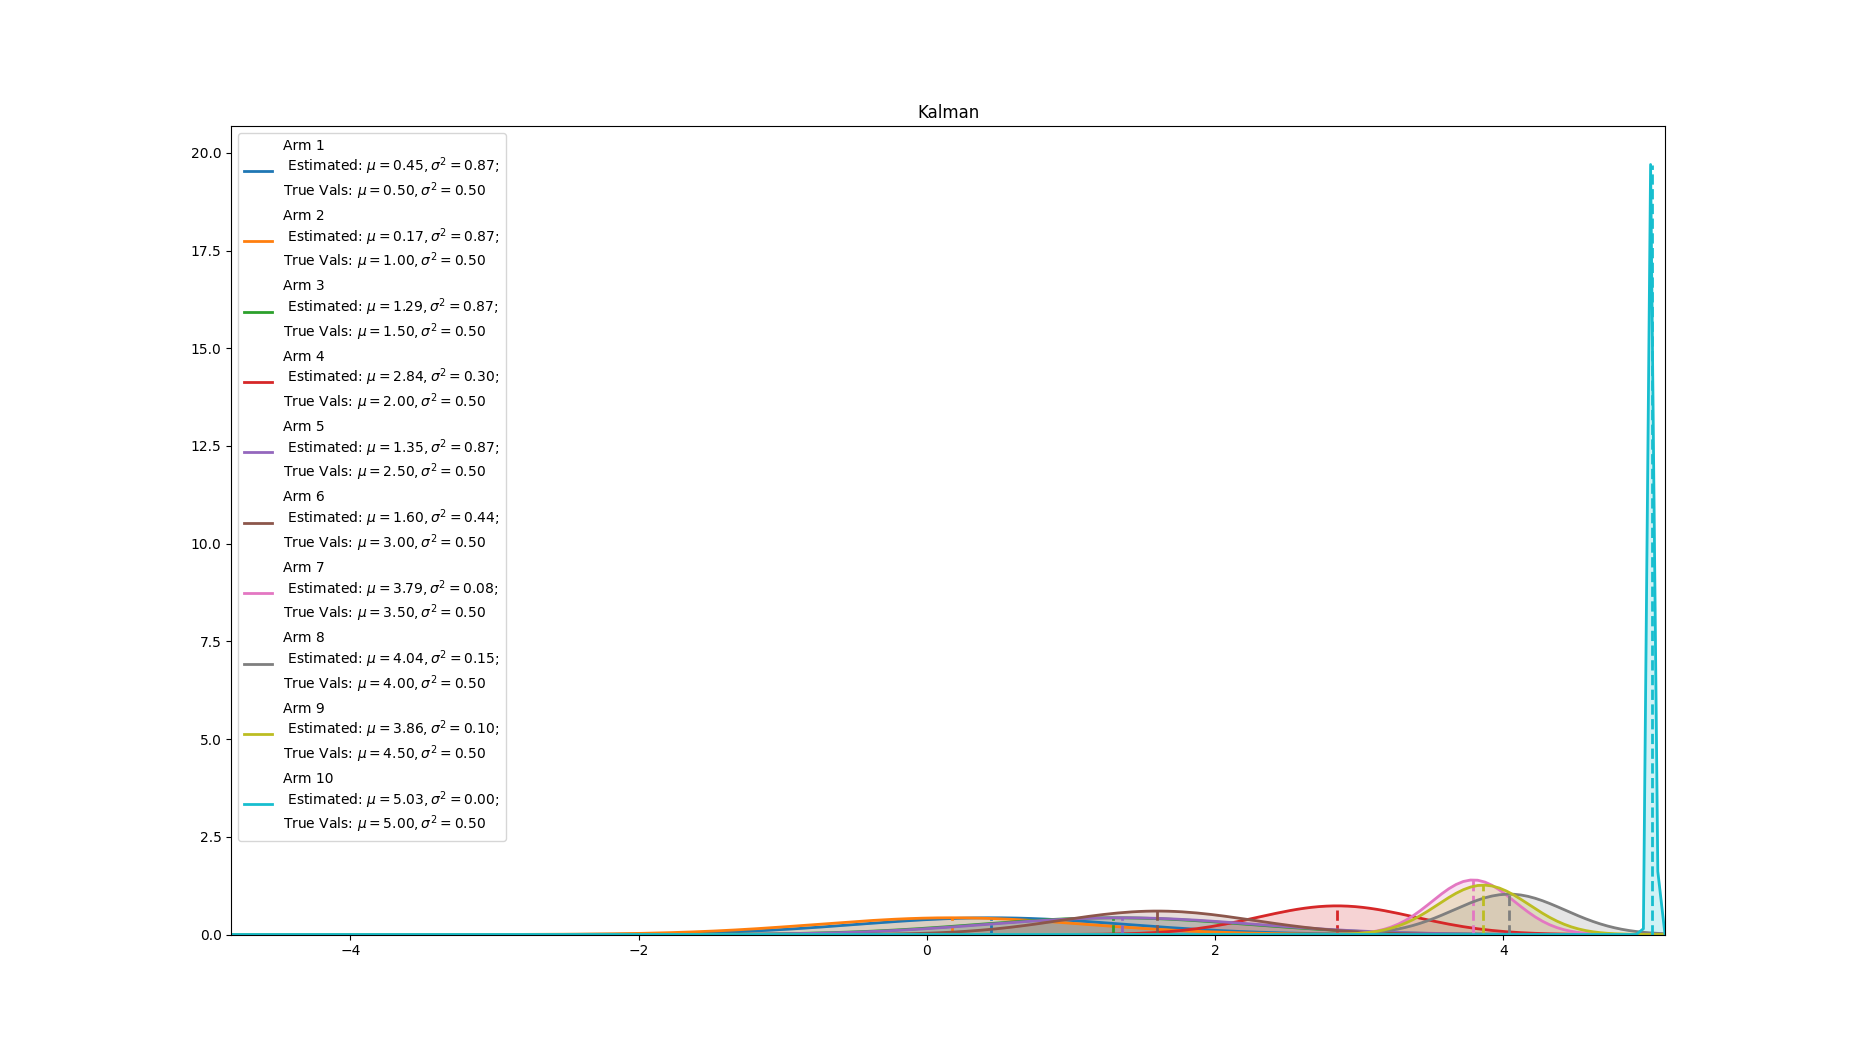 Kalman
20.0
17.5
15.0
12.5
10.0
7.5
5.0
2.5
0.0
Arm 1
Estimated: μ = 0.45, σ² = 0.87;
True Vals: μ = 0.50, σ² = 0.50
Arm 2
Estimated: μ = 0.17, σ² = 0.87;
True Vals: μ = 1.00, σ² = 0.50
Arm 3
Estimated: μ = 1.29, σ² = 0.87;
True Vals: μ = 1.50, σ² = 0.50
Arm 4
Estimated: μ = 2.84, σ² = 0.30;
True Vals: μ = 2.00, σ² = 0.50
Arm 5
Estimated: μ = 1.35, σ² = 0.87;
True Vals: μ = 2.50, σ² = 0.50
Arm 6
Estimated: μ = 1.60, σ² = 0.44;
True Vals: μ = 3.00, σ² = 0.50
Arm 7
Estimated: μ = 3.79, σ² = 0.08;
True Vals: μ = 3.50, σ² = 0.50
Arm 8
Estimated: μ = 4.04, σ² = 0.15;
True Vals: μ = 4.00, σ² = 0.50
Arm 9
Estimated: μ = 3.86, σ² = 0.10;
True Vals: μ = 4.50, σ² = 0.50
Arm 10
Estimated: μ = 5.03, σ² = 0.00;
True Vals: μ = 5.00, σ² = 0.50
−4 −2 0 2 4